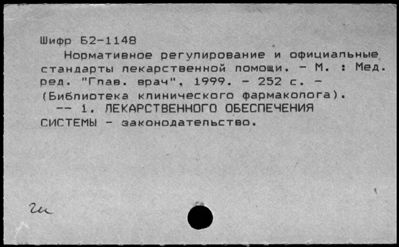 Шифр Б2-1148
Нормативное регулирование и официальные
стандарты лекарственной помощи. - М. : Мед.
ред. "Глав. врач", 1999. - 252 с. -
(Библиотека клинического фармаколога).
-- 1. ЛЕКАРСТВЕННОГО ОБЕСПЕЧЕНИЯ
СИСТЕМЫ - законодательство.